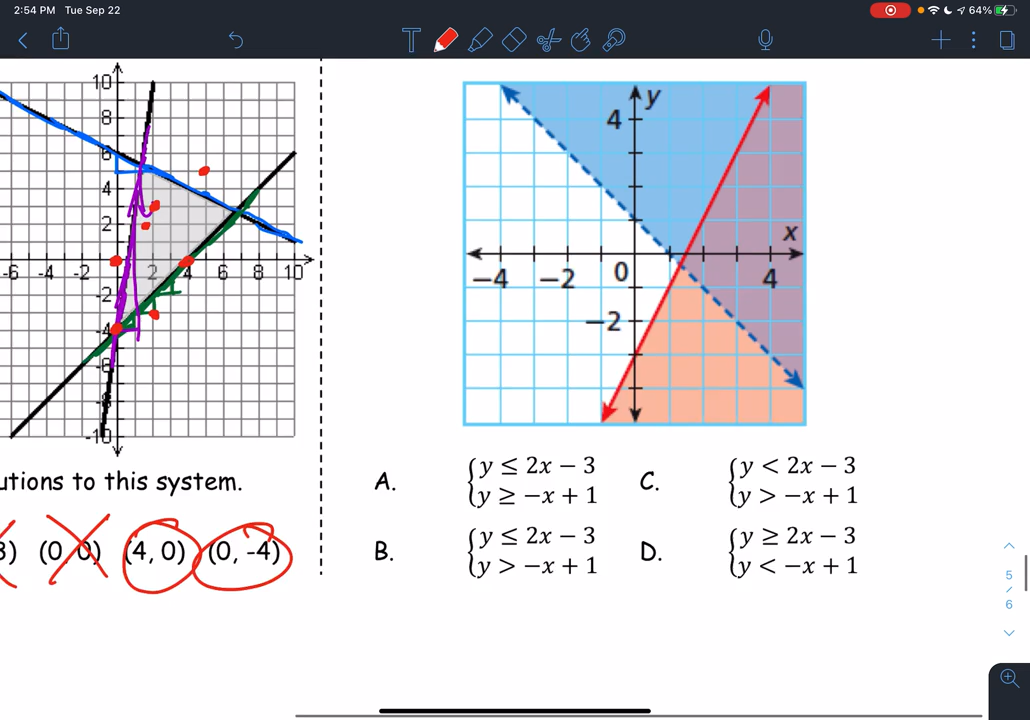 2:54 PM Tue Sep 22
64%
T
10
8
6
4
2
-6 -4 -2 2 4 6 8 10
-2
-4
-6
-8
-10
utions to this system.
3) (0, 0) (4, 0) (0, -4)
y
4
x
−4 −2 0 4
−2
A. y ≤ 2x − 3
y ≥ −x + 1
C. y < 2x − 3
y > −x + 1
B. y ≤ 2x − 3
y > −x + 1
D. y ≥ 2x − 3
y < −x + 1
5
/
6